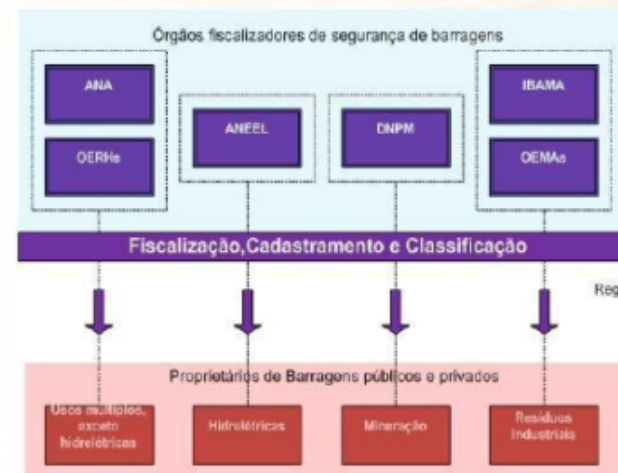 Órgãos fiscalizadores de segurança de barragens
ANA
IBAMA
ANEEL
DNPM
OERHs
OEMAs
Fiscalização,Cadastramento e Classificação
Reg
Proprietários de Barragens públicos e privados
Usos múltiplos,
exceto
hidrelétricas
Hidrelétricas
Mineração
Resíduos
Industriais